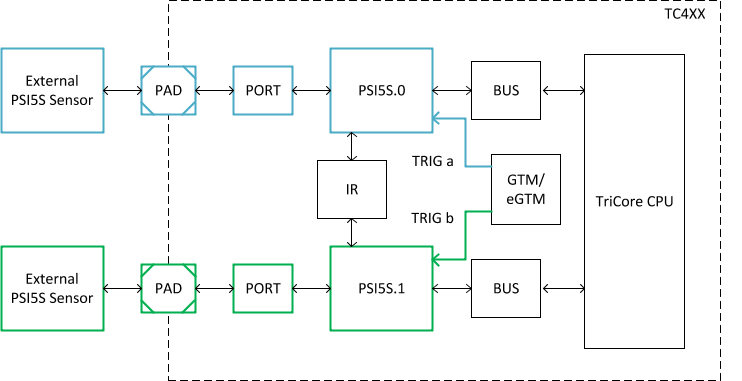 TC4XX
External
PSI5S Sensor
PAD
PORT
PSI5S.0
BUS
TRIG a
IR
GTM/
eGTM
TriCore CPU
TRIG b
External
PSI5S Sensor
PAD
PORT
PSI5S.1
BUS